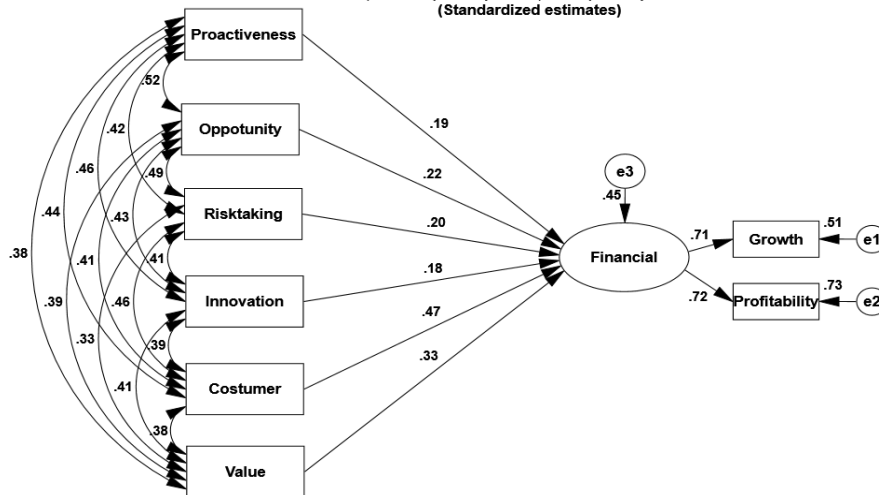 (Standardized estimates)
Proactiveness
.52
.19
Oppotunity
.42
.22
e3
.46
.49
.45
.44
.43
Risktaking
.20
.71
.51
Growth
e1
.38
.41
.41
.18
Financial
.39
.46
Innovation
.72
.73
Profitability
e2
.33
.39
.47
.41
Costumer
.33
.38
Value